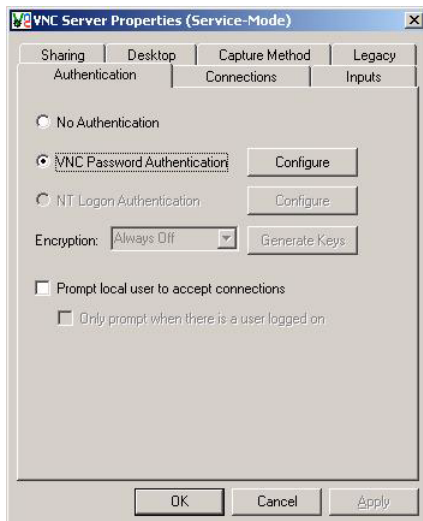 VNC Server Properties (Service-Mode)
Sharing Desktop Capture Method Legacy
Authentication Connections Inputs
No Authentication
VNC Password Authentication Configure
NT Logon Authentication Configure
Encryption: Always Off Generate Keys
Prompt local user to accept connections
Only prompt when there is a user logged on
OK Cancel Apply